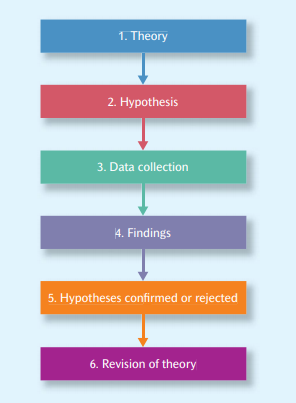 1. Theory
2. Hypothesis
3. Data collection
4. Findings
5. Hypotheses confirmed or rejected
6. Revision of theory